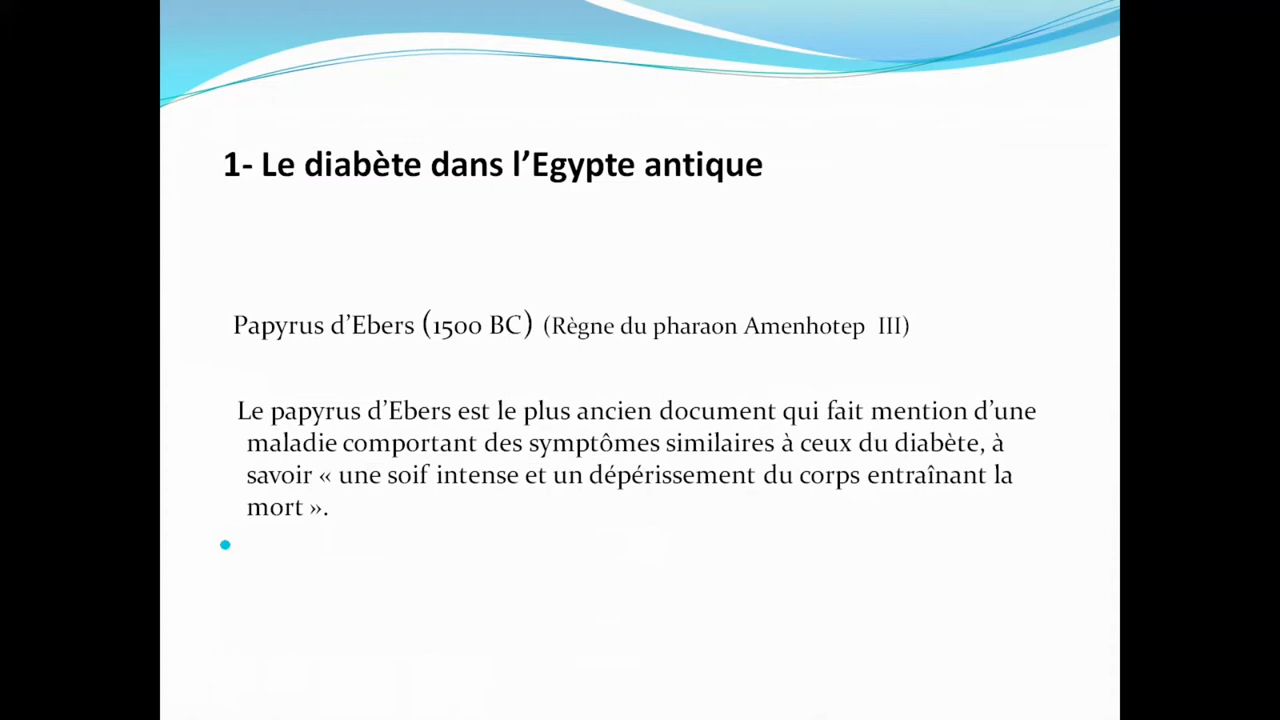 1- Le diabète dans l’Egypte antique
Papyrus d’Ebers (1500 BC) (Règne du pharaon Amenhotep III)
Le papyrus d’Ebers est le plus ancien document qui fait mention d’une
maladie comportant des symptômes similaires à ceux du diabète, à
savoir « une soif intense et un dépérissement du corps entraînant la
mort ».